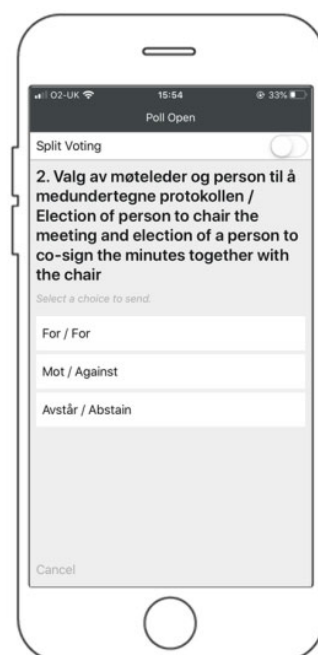 O2-UK 15:54 33%
Poll Open
Split Voting
2. Valg av møteleder og person til å
medundertegne protokollen /
Election of person to chair the
meeting and election of a person to
co-sign the minutes together with
the chair
Select a choice to send.
For / For
Mot / Against
Avstår / Abstain
Cancel